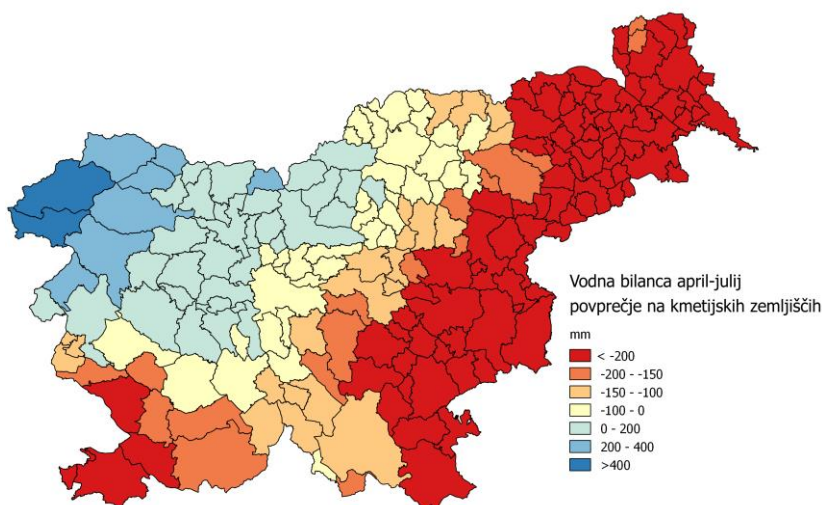 Vodna bilanca april-julij
povprečje na kmetijskih zemljiščih
mm
< -200
-200 - -150
-150 - -100
-100 - 0
0 - 200
200 - 400
>400